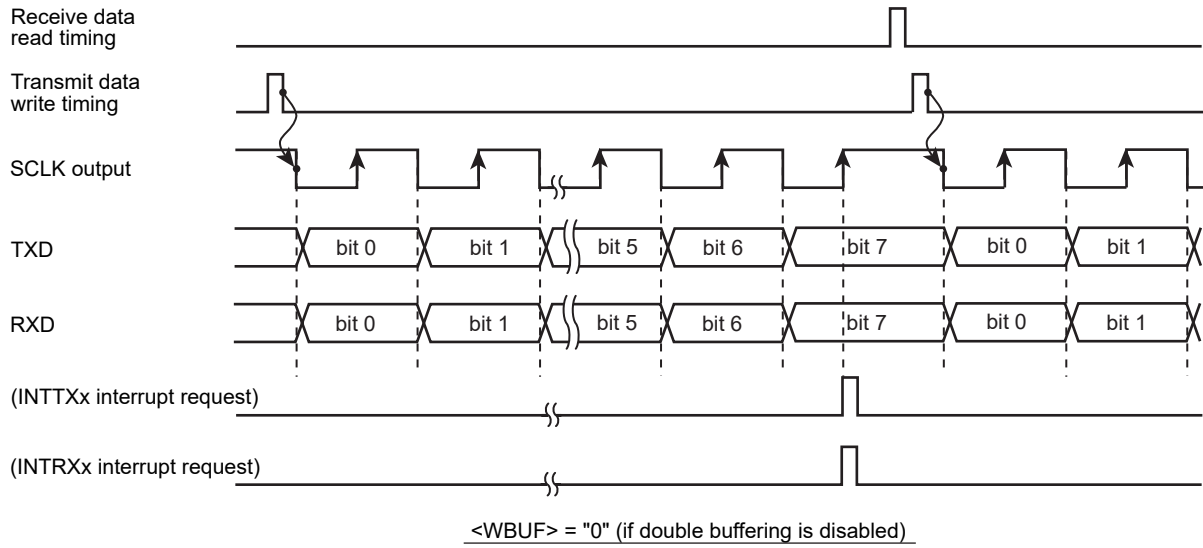 Receive data
read timing
Transmit data
write timing
SCLK output
TXD
bit 0
bit 1
bit 5
bit 6
bit 7
bit 0
bit 1
RXD
bit 0
bit 1
bit 5
bit 6
bit 7
bit 0
bit 1
(INTTXx interrupt request)
(INTRXx interrupt request)
<WBUF> = "0" (if double buffering is disabled)